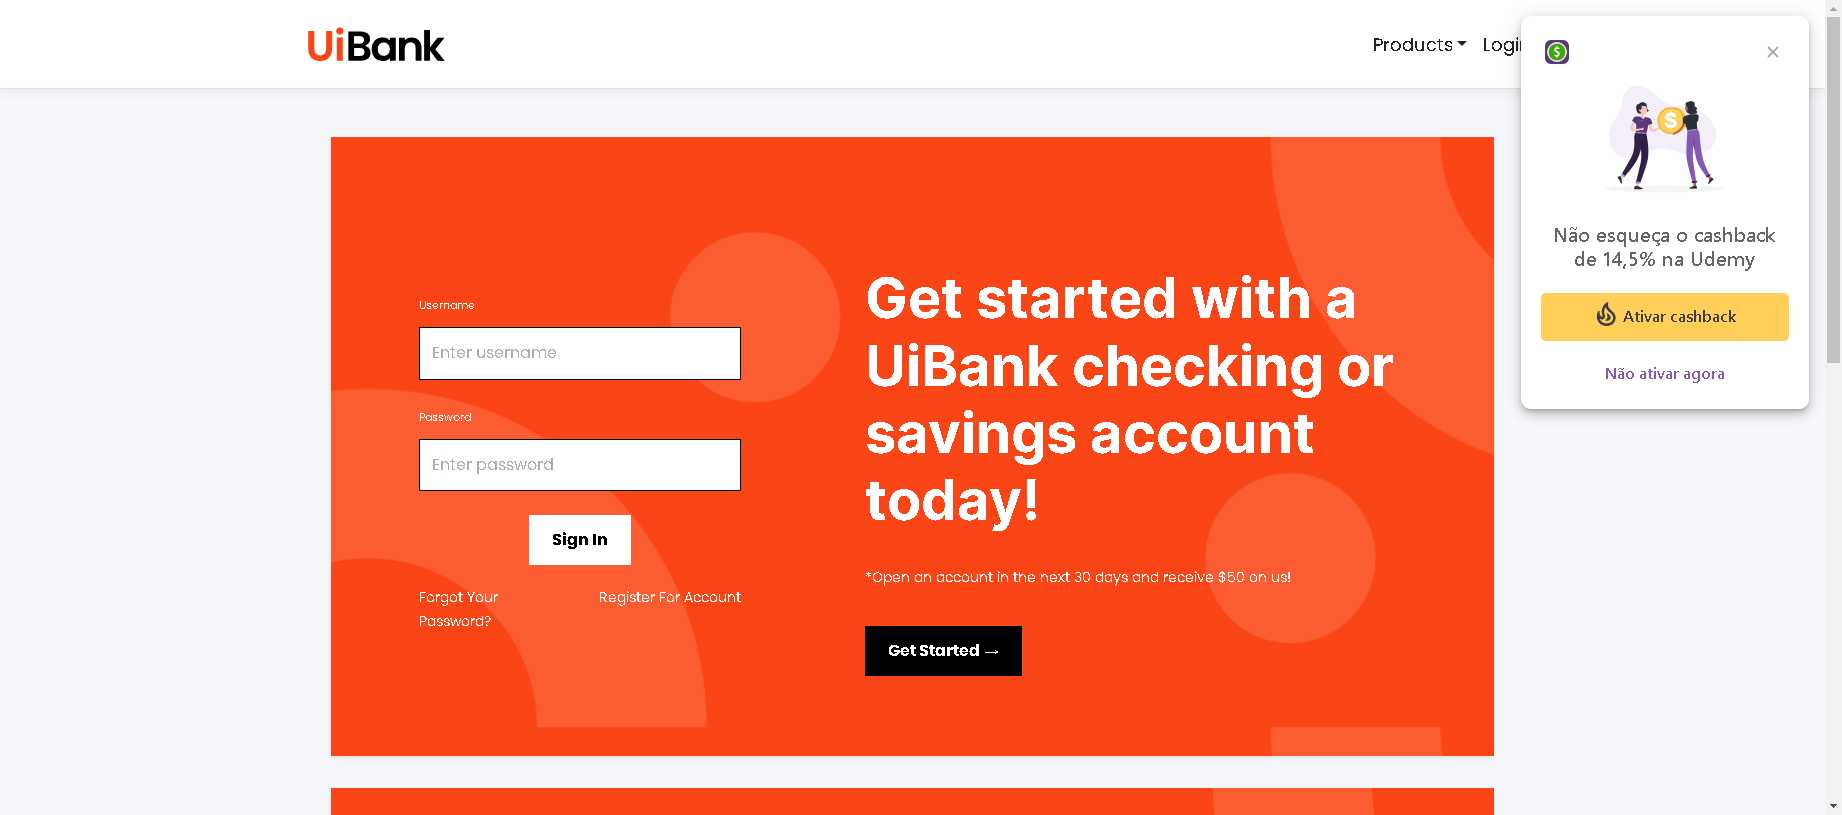 UiBank
Products
Login
Username
Enter username
Password
Enter password
Sign In
Forgot Your
Password?
Register For Account
Get started with a
UiBank checking or
savings account
today!
*Open an account in the next 30 days and receive $50 on us!
Get Started →
Não esqueça o cashback
de 14,5% na Udemy
Ativar cashback
Não ativar agora